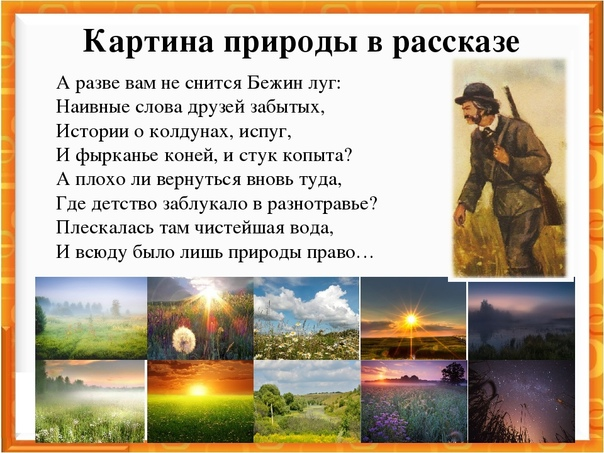 Картина природы в рассказе
А разве вам не снится Бежин луг:
Наивные слова друзей забытых,
Истории о колдунах, испуг,
И фырканье коней, и стук копыта?
А плохо ли вернуться вновь туда,
Где детство заблукало в разнотравье?
Плескалась там чистейшая вода,
И всюду было лишь природы право…